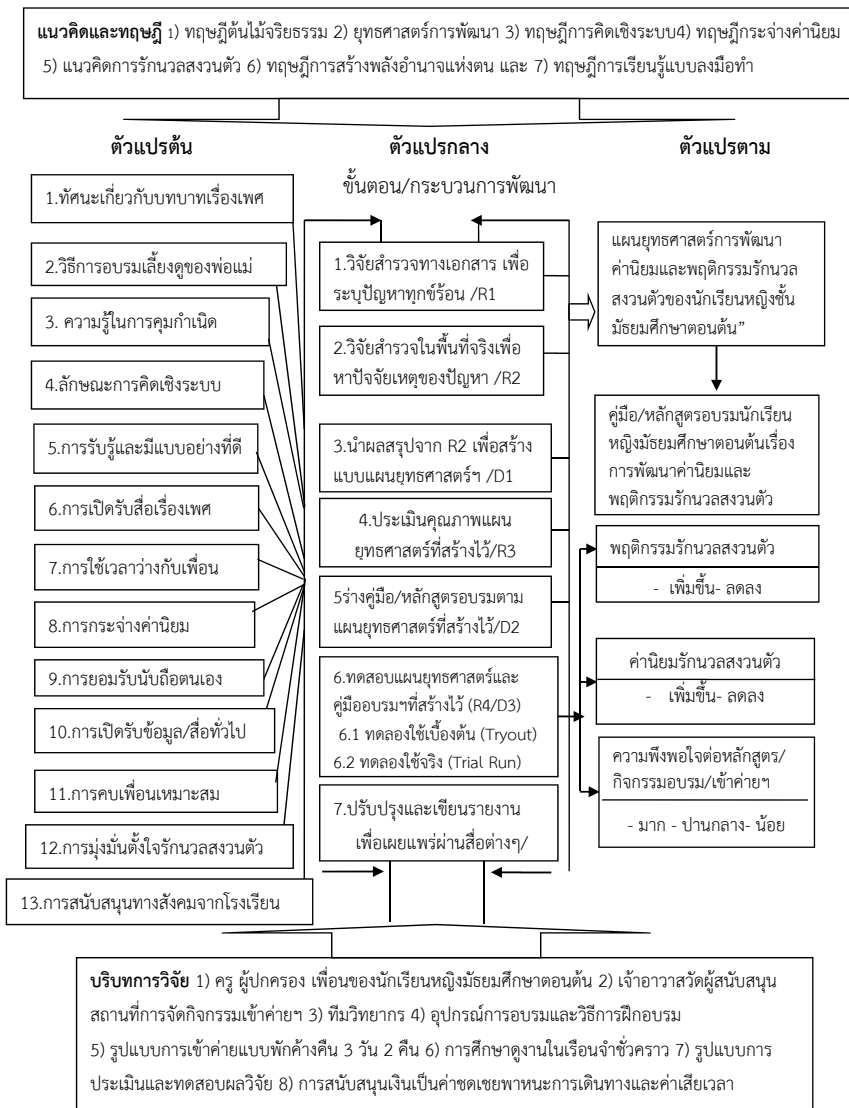 แนวคิดและทฤษฎี 1) ทฤษฎีต้นไม้จริยธรรม 2) ยุทธศาสตร์การพัฒนา 3) ทฤษฎีการคิดเชิงระบบ4) ทฤษฎีกระจ่างค่านิยม
5) แนวคิดการรักนวลสงวนตัว 6) ทฤษฎีการสร้างพลังอำนาจแห่งตน และ 7) ทฤษฎีการเรียนรู้แบบลงมือทำ
ตัวแปรต้น
1.ทัศนะเกี่ยวกับบทบาทเรื่องเพศ
2.วิธีการอบรมเลี้ยงดูของพ่อแม่
3. ความรู้ในการคุมกำเนิด
4.ลักษณะการคิดเชิงระบบ
5.การรับรู้และมีแบบอย่างที่ดี
6.การเปิดรับสื่อเรื่องเพศ
7.การใช้เวลาว่างกับเพื่อน
8.การกระจ่างค่านิยม
9.การยอมรับนับถือตนเอง
10.การเปิดรับข้อมูล/สื่อทั่วไป
11.การคบเพื่อนเหมาะสม
12.การมุ่งมั่นตั้งใจรักนวลสงวนตัว
13.การสนับสนุนทางสังคมจากโรงเรียน
ตัวแปรกลาง
ขั้นตอน/กระบวนการพัฒนา
1.วิจัยสำรวจทางเอกสาร เพื่อ
ระบุปัญหาทุกข์ร้อน /R1
2.วิจัยสำรวจในพื้นที่จริงเพื่อ
หาปัจจัยเหตุของปัญหา /R2
3.นำผลสรุปจาก R2 เพื่อสร้าง
แบบแผนยุทธศาสตร์ฯ /D1
4.ประเมินคุณภาพแผน
ยุทธศาสตร์ที่สร้างไว้/R3
5ร่างคู่มือ/หลักสูตรอบรมตาม
แผนยุทธศาสตร์ที่สร้างไว้/D2
6.ทดสอบแผนยุทธศาสตร์และ
คู่มืออบรมฯที่สร้างไว้ (R4/D3)
6.1 ทดลองใช้เบื้องต้น (Tryout)
6.2 ทดลองใช้จริง (Trial Run)
7.ปรับปรุงและเขียนรายงาน
เพื่อเผยแพร่ผ่านสื่อต่างๆ/
ตัวแปรตาม
แผนยุทธศาสตร์การพัฒนา
ค่านิยมและพฤติกรรมรักนวล
สงวนตัวของนักเรียนหญิงชั้น
มัธยมศึกษาตอนต้น”
คู่มือ/หลักสูตรอบรมนักเรียน
หญิงมัธยมศึกษาตอนต้นเรื่อง
การพัฒนาค่านิยมและ
พฤติกรรมรักนวลสงวนตัว
พฤติกรรมรักนวลสงวนตัว
- เพิ่มขึ้น- ลดลง
ค่านิยมรักนวลสงวนตัว
- เพิ่มขึ้น- ลดลง
ความพึงพอใจต่อหลักสูตร/
กิจกรรมอบรม/เข้าค่ายฯ
- มาก - ปานกลาง- น้อย
บริบทการวิจัย 1) ครู ผู้ปกครอง เพื่อนของนักเรียนหญิงมัธยมศึกษาตอนต้น 2) เจ้าอาวาสวัดผู้สนับสนุน
สถานที่การจัดกิจกรรมเข้าค่ายฯ 3) ทีมวิทยากร 4) อุปกรณ์การอบรมและวิธีการฝึกอบรม
5) รูปแบบการเข้าค่ายแบบพักค้างคืน 3 วัน 2 คืน 6) การศึกษาดูงานในเรือนจำชั่วคราว 7) รูปแบบการ
ประเมินและทดสอบผลวิจัย 8) การสนับสนุนเงินเป็นค่าชดเชยพาหนะการเดินทางและค่าเสียเวลา